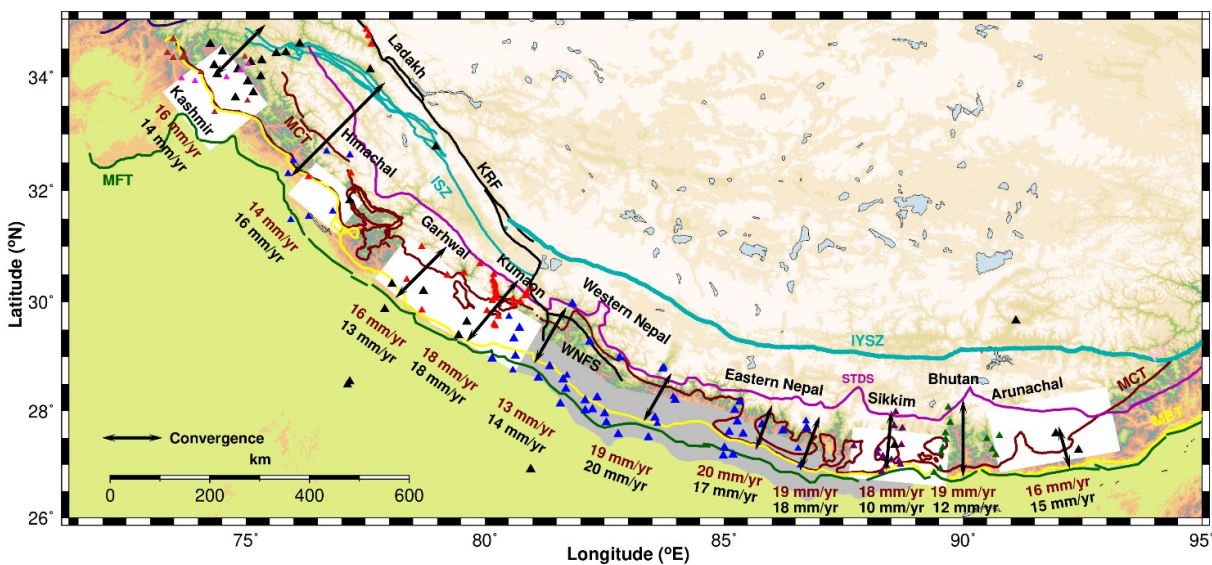 34°
32°
30°
28°
26°
Latitude (ºN)
75°
80°
85°
90°
95°
Longitude (ºE)
Ladakh
Kashmir
16 mm/yr
14 mm/yr
MFT
MCT
Himachal
ISZ
KRF
14 mm/yr
16 mm/yr
Garhwal
Kumaon
16 mm/yr
13 mm/yr
18 mm/yr
18 mm/yr
Western Nepal
WNFS
13 mm/yr
14 mm/yr
19 mm/yr
20 mm/yr
IYSZ
Eastern Nepal
STDS
Sikkim
Bhutan
Arunachal
MCT
MBT
20 mm/yr
17 mm/yr
19 mm/yr
18 mm/yr
18 mm/yr
10 mm/yr
19 mm/yr
12 mm/yr
16 mm/yr
15 mm/yr
Convergence
km
0 200 400 600